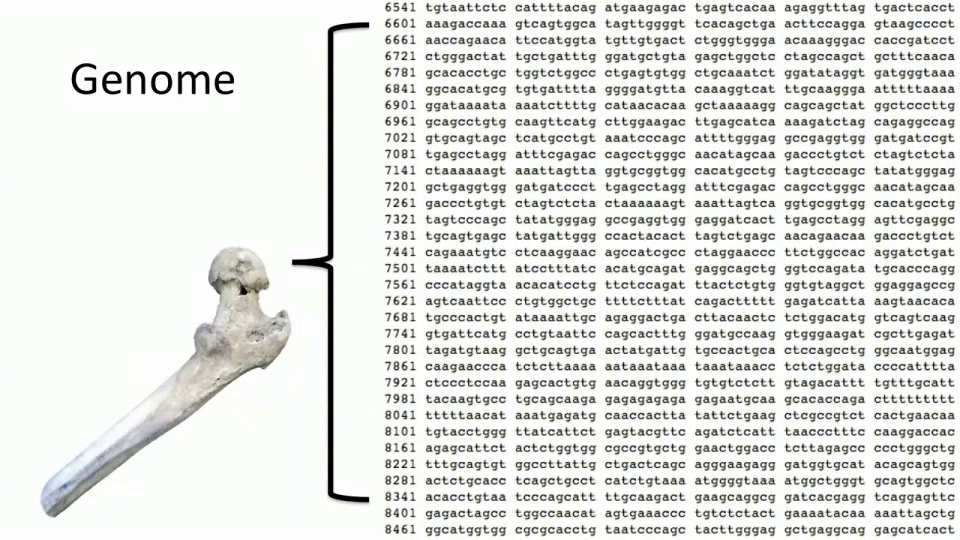 Genome
6541 tgtaattctc cattttacag atgaagagac tgagtcacaa agaggtttag tgactcacct
6601 aaagaccaaa gtcagtggca tagttggggt tcacagctga acttccagga gtaagcccct
6661 aaccagaaca ttccatggta tgttgtgact ctgggtggga acaaagggac caccgatcct
6721 ctgggactat tgctgatttg ggatgctgta gagctggctc ctagccagct gctttcaaca
6781 gcacacctgc tggtctggcc ctgagtgtgg ctgcaaatct ggatataggt gatgggtaaa
6841 ggcacatgcg tgtgatttta ggggatgtta caaaggtcat ttgcaaggga atttttaaaa
6901 ggataaaata aaatcttttg cataacacaa gctaaaaagg cagcagctat ggctcccttg
6961 gcagcctgtg caagttcatg cttggaagact ttgagcatca aaagatctag cagaggccag
7021 gtgcagtagc tcatgcctgt aaatcccagc attttgggag gccgaggtgg gatgatccgt
7081 tgagcctagg atttcgagac cagcctgggc aacatagcaa gaccctgtct ctagtctcta
7141 ctaaaaaagt aaattagtta ggtgcggtgg cacatgcctg tagtcccagc tatatgggag
7201 gctgaggtgg gatgatccct tgagcctagg atttcgagac cagcctgggc aacatagcaa
7261 gaccctgtgt ctagtctcta ctaaaaaagt aaattagtca ggtgcggtgg cacatgcctg
7321 tagtcccagc tatatgggag gccgaggtgg gaggatcact tgagcctagg agttcgaggc
7381 tgcagtgagc tatgattggg ccactacact tagtctgagc aacagaacaa gaccctgtct
7441 cagaaatgtc ctcaaggaac agccatcgcc ctaggaaccc ttctggccac aggatctgat
7501 taaaatcttt atcctttatc acatgcagat gaggcagctg ggtccagata tgcacccagg
7561 cccataggta acacatcctg ttctccagat ttactctgtg ggtgtaggct ggaggagccg
7621 agtcaattcc ctgtggctgc ttttctttat cagacttttt gagatcatta aaagtaacaca
7681 tgcccactgt ataaaattgc agaggactga cttacaactc tctggacatg ggtcagtcaag
7741 gtgattcatg cctgtaattc cagcactttg ggatgccaag gtgggaagat cgcttgagat
7801 tagatgtaag gctgcagtga actatgattg tgccactgca ctccagcctg ggcaatggag
7861 caagaaccca tctcttaaaa aataaataaa taaataaacc tctctggata ccccattta
7921 ctccctccaa gagcactgtg aacaggtggg tgtgtctctt gtagacattt tgtttgcatt
7981 tacaagtgcc tgcagcaaga gagagagaga gagaatgcaa gcacaccaga cttttttttt
8041 tttttaacat aaatgagatg caaccactta tattctgaag ctcgccgtct cactgaacaa
8101 tgtacctggg ttatcattct gagtacgttc agatctcatt taaccctttc caaggaccac
8161 agagcattct actctggtgg cgccgtgctg gaactggacc tcttagagcc cccctgggctg
8221 tttgcagtgt ggccttattg gctgactcagc agggaagagg gatggtgcat acagcagtgg
8281 actctgcacc tcagctgcct catctgtaaa atggggtaaa atggctgggt gcagtggctc
8341 acacctgtaa tcccagcatt ttgcaagact gaagcaggcg gatcacgagg tcaggagttc
8401 gagactagcc tggccaacat agtgaaaccc tgtctctact gaaaatacaa aaattagctg
8461 ggcatggtgg cgcgcacctg taatcccagc tacttgggag gctgaggcag gagcatcact